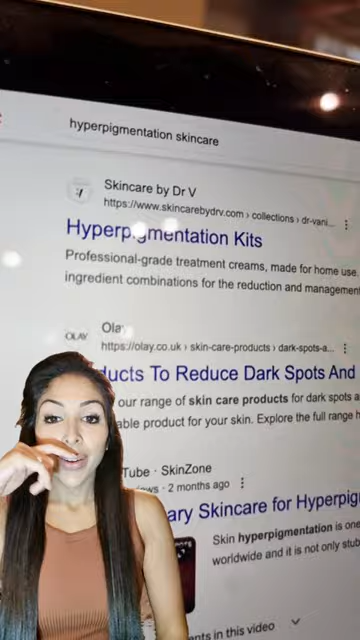 hyperpigmentation skincare
Skincare by Dr V
https://www.skincarebydrv.com › collections › dr-vani...
Hyperpigmentation Kits
Professional-grade treatment creams, made for home use.
ingredient combinations for the reduction and management
OLAY
Olay
https://olay.co.uk › skin-care-products › dark-spots-a...
ducts To Reduce Dark Spots And
our range of skin care products for dark spots a
able product for your skin. Explore the full range h
Tube · SkinZone
ews · 2 months ago
ary Skincare for Hyperpig
Skin hyperpigmentation is one
worldwide and it is not only stub
ents in this video